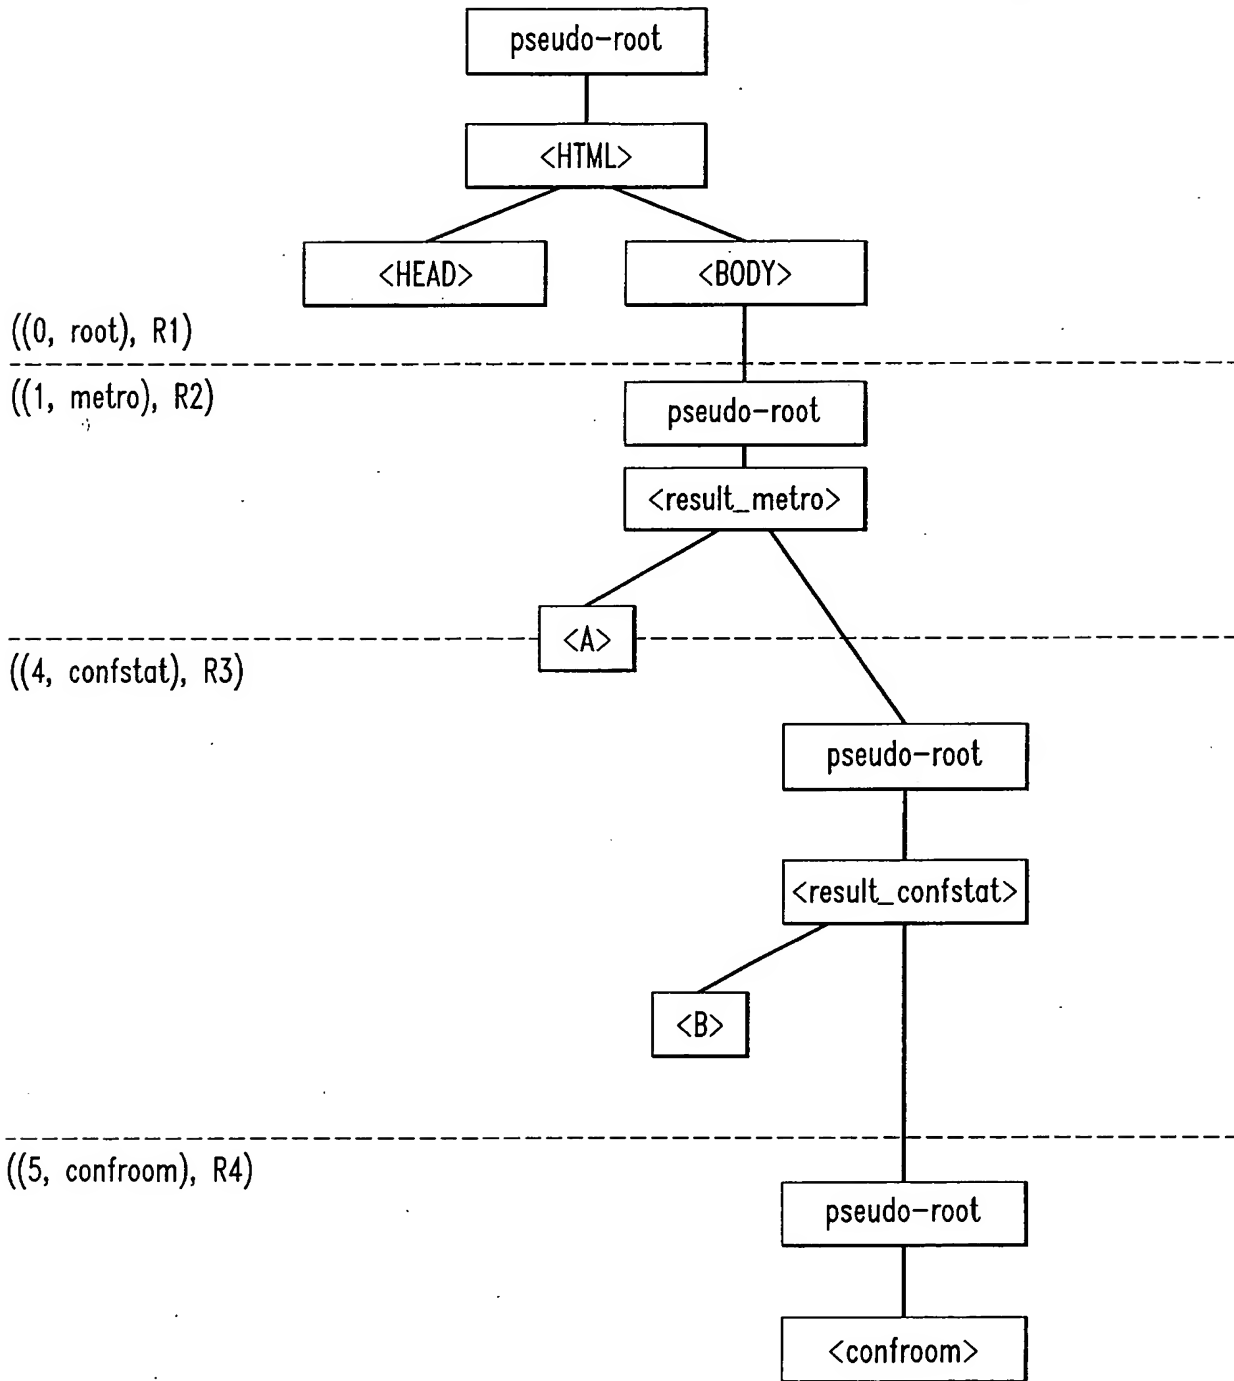 pseudo-root
<HTML>
<HEAD>
<BODY>
((0, root), R1)
((1, metro), R2)
pseudo-root
<result_metro>
<A>
((4, confstat), R3)
pseudo-root
<result_confstat>
<B>
((5, confroom), R4)
pseudo-root
<confroom>